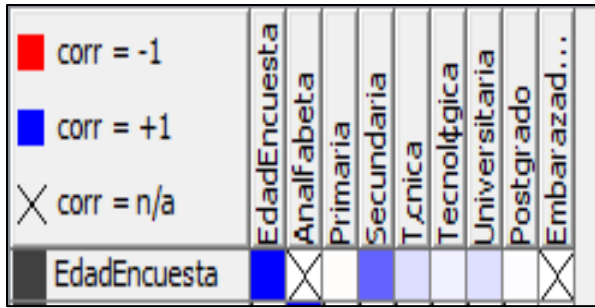 corr = -1
corr = +1
corr = n/a
EdadEncuesta
Analfabeta
Primaria
Secundaria
T‚cnica
Tecnol¢gica
Universitaria
Postgrado
Embarazad...
EdadEncuesta